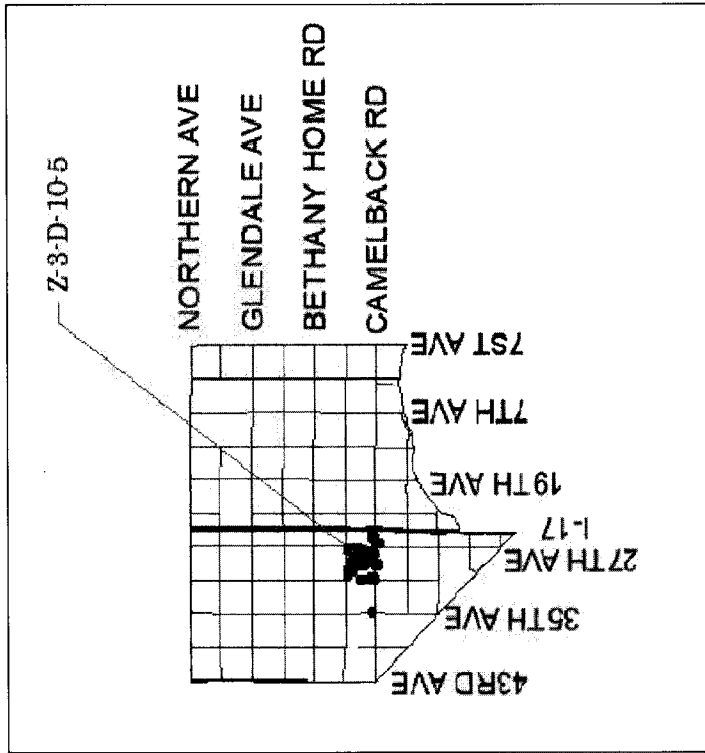 Z-3-D-10-5
NORTHERN AVE
GLENDALE AVE
BETHANY HOME RD
CAMELBACK RD
43RD AVE
35TH AVE
27TH AVE
I-17
19TH AVE
7TH AVE
7ST AVE